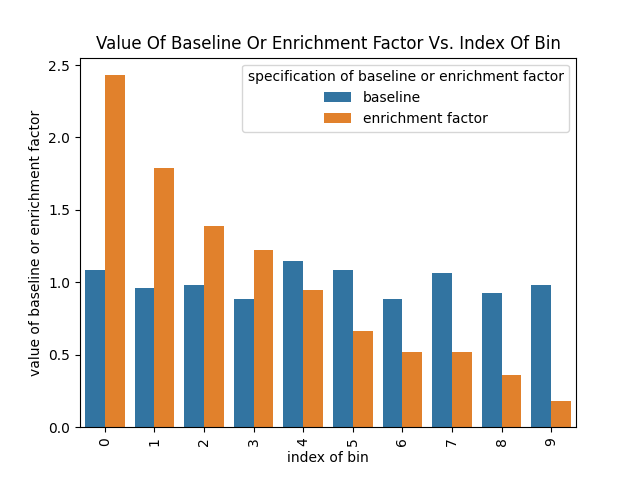 Value Of Baseline Or Enrichment Factor Vs. Index Of Bin
specification of baseline or enrichment factor
baseline
enrichment factor
value of baseline or enrichment factor
2.5
2.0
1.5
1.0
0.5
0.0
0 1 2 3 4 5 6 7 8 9
index of bin